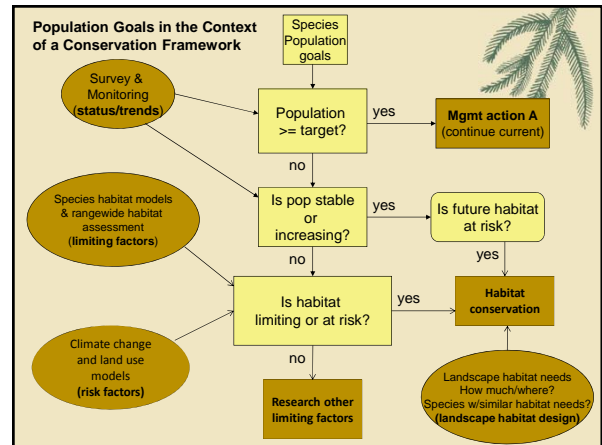 Population Goals in the Context
of a Conservation Framework
Species
Population
goals
Survey &
Monitoring
(status/trends)
Population
>= target?
yes
Mgmt action A
(continue current)
no
Species habitat models
& rangewide habitat
assessment
(limiting factors)
Is pop stable
or
increasing?
yes
Is future habitat
at risk?
no
yes
Is habitat
limiting or at risk?
yes
Habitat
conservation
Climate change
and land use
models
(risk factors)
no
Research other
limiting factors
Landscape habitat needs
How much/where?
Species w/similar habitat needs?
(landscape habitat design)